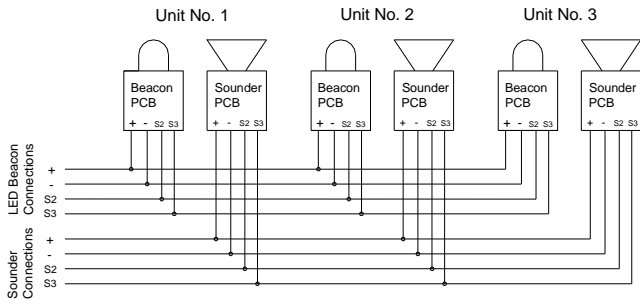 Unit No. 1 Unit No. 2 Unit No. 3
Beacon PCB
+ - S2 S3
Sounder PCB
+ - S2 S3
Beacon PCB
+ - S2 S3
Sounder PCB
+ - S2 S3
Beacon PCB
+ - S2 S3
Sounder PCB
+ - S2 S3
LED Beacon
Connections
+
-
S2
S3
Sounder
Connections
+
-
S2
S3